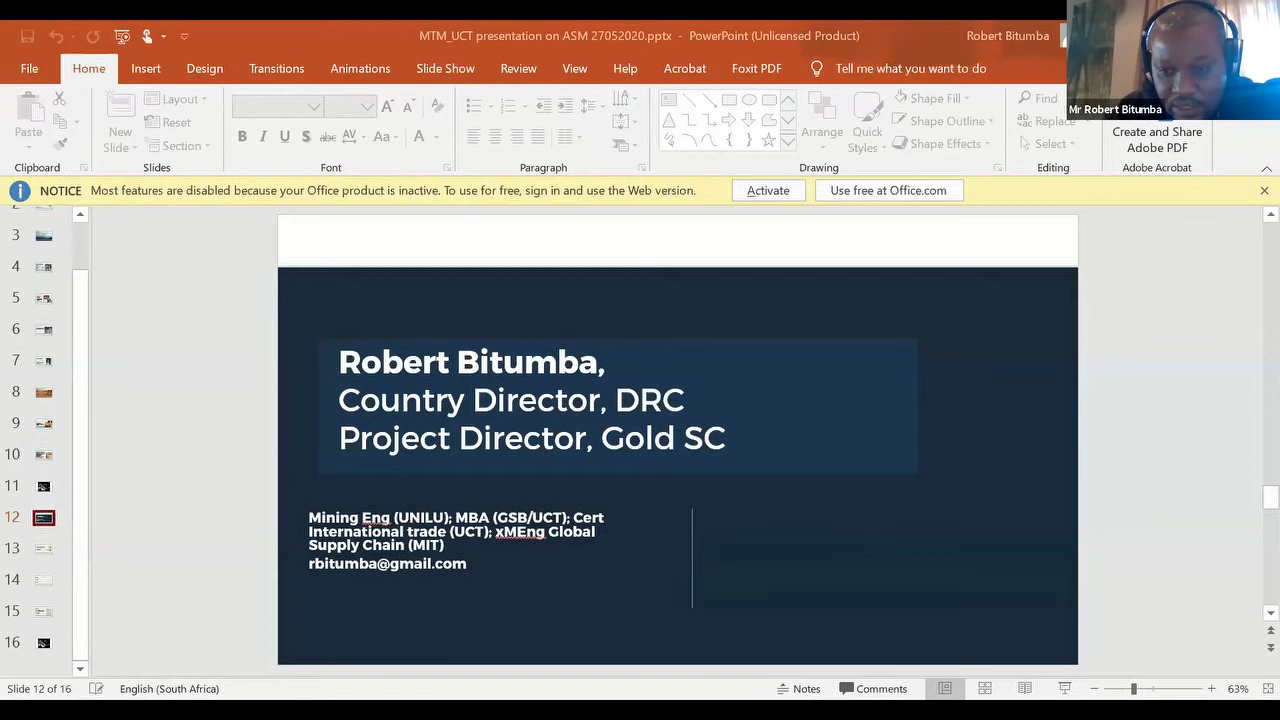 MTM_UCT presentation on ASM 27052020.pptx - PowerPoint (Unlicensed Product)
Robert Bitumba
File Home Insert Design Transitions Animations Slide Show Review View Help Acrobat Foxit PDF Tell me what you want to do
Mr Robert Bitumba
Paste
New
Slide
Layout
Reset
Section
B I U S abc AV Aa A
Arrange
Quick
Styles
Shape Fill
Shape Outline
Shape Effects
Find
Replace
Select
Create and Share
Adobe PDF
Clipboard Slides Font Paragraph Drawing Editing Adobe Acrobat
NOTICE Most features are disabled because your Office product is inactive. To use for free, sign in and use the Web version. Activate Use free at Office.com
3
4
5
6
7
8
9
10
11
12
13
14
15
16
Robert Bitumba,
Country Director, DRC
Project Director, Gold SC
Mining Eng (UNILU); MBA (GSB/UCT); Cert
International trade (UCT); xMEng Global
Supply Chain (MIT)
rbitumba@gmail.com
Slide 12 of 16 English (South Africa) Notes Comments 63%